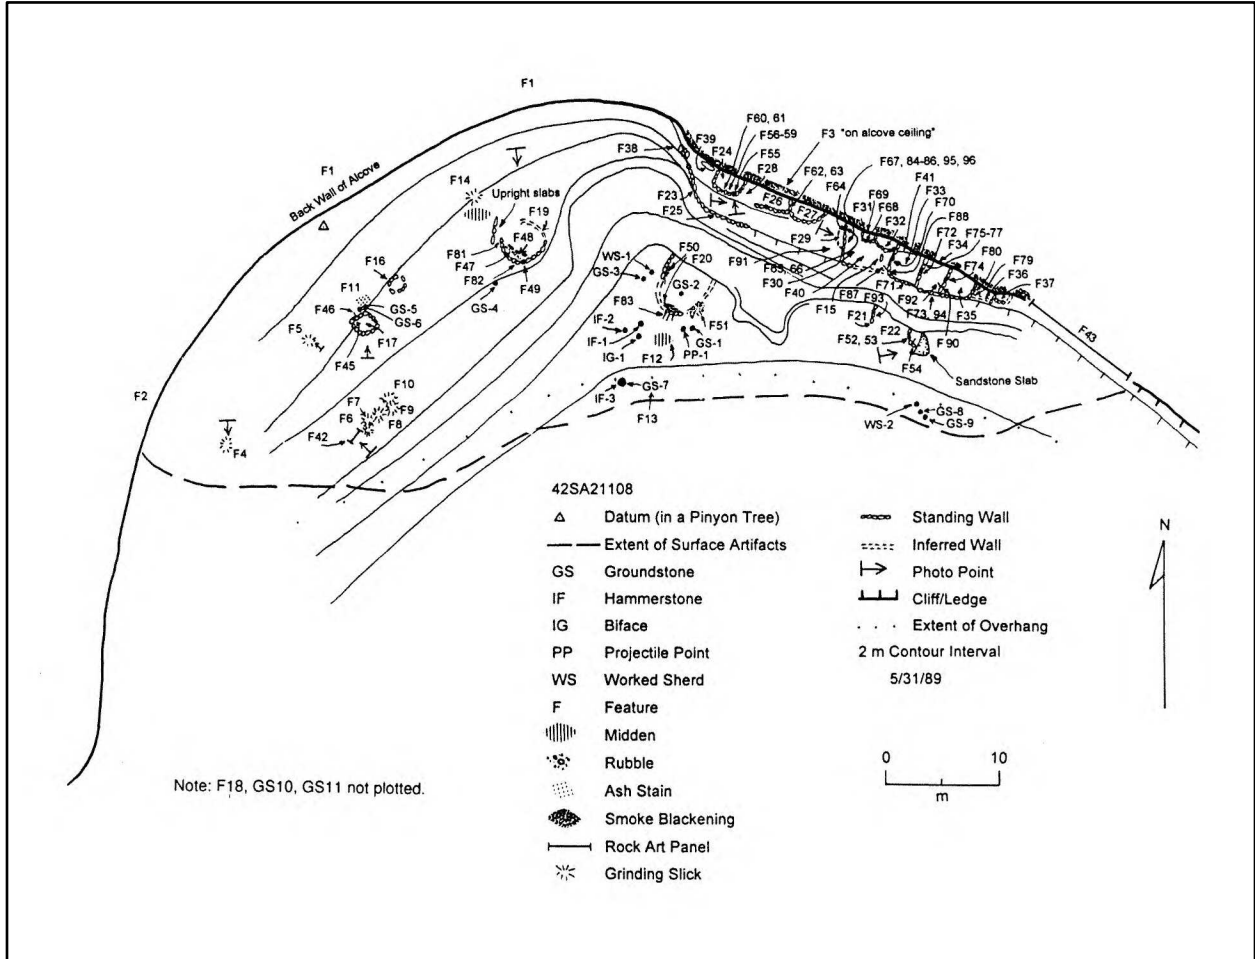 F1
F60, 61
F56-59
F3 "on alcove ceiling"
F39
F24
F55
F28
F38
F67, 84-86, 95, 96
F62, 63
F64
F69
F41
F31
F68
F33
F70
F32
F88
F1
Back Wall of Alcove
F14
Upright slabs
F19
F23
F25
F26
F27
F72
F34
F75-77
F80
F74
F79
F36
F37
F29
F91
F65, 66
F30
F40
F87
F93
F15
F71
F92
F73, 94
F35
F90
F81
F48
F47
F82
F49
GS-4
F16
F11
F46
GS-5
GS-6
F17
F45
F5
WS-1
F50
F20
GS-3
GS-2
F83
IF-2
IF-1
IG-1
F12
PP-1
GS-1
F51
F21
F22
F52, 53
F54
Sandstone Slab
F43
F2
F10
F7
F6
F9
F8
F42
F4
GS-7
IF-3
F13
WS-2
GS-8
GS-9
42SA21108
Datum (in a Pinyon Tree)
Extent of Surface Artifacts
GS Groundstone
IF Hammerstone
IG Biface
PP Projectile Point
WS Worked Sherd
F Feature
Midden
Rubble
Ash Stain
Smoke Blackening
Rock Art Panel
Grinding Slick
Standing Wall
Inferred Wall
Photo Point
Cliff/Ledge
Extent of Overhang
2 m Contour Interval
5/31/89
N
0 10
m
Note: F18, GS10, GS11 not plotted.